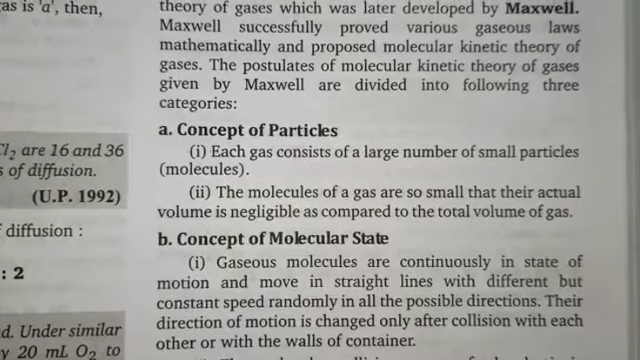 as is 'a', then,
Cl2 are 16 and 36
s of diffusion.
(U.P. 1992)
diffusion :
: 2
d. Under similar
y 20 mL O2 to
theory of gases which was later developed by Maxwell.
Maxwell successfully proved various gaseous laws
mathematically and proposed molecular kinetic theory of
gases. The postulates of molecular kinetic theory of gases
given by Maxwell are divided into following three
categories:
a. Concept of Particles
(i) Each gas consists of a large number of small particles
(molecules).
(ii) The molecules of a gas are so small that their actual
volume is negligible as compared to the total volume of gas.
b. Concept of Molecular State
(i) Gaseous molecules are continuously in state of
motion and move in straight lines with different but
constant speed randomly in all the possible directions. Their
direction of motion is changed only after collision with each
other or with the walls of container.